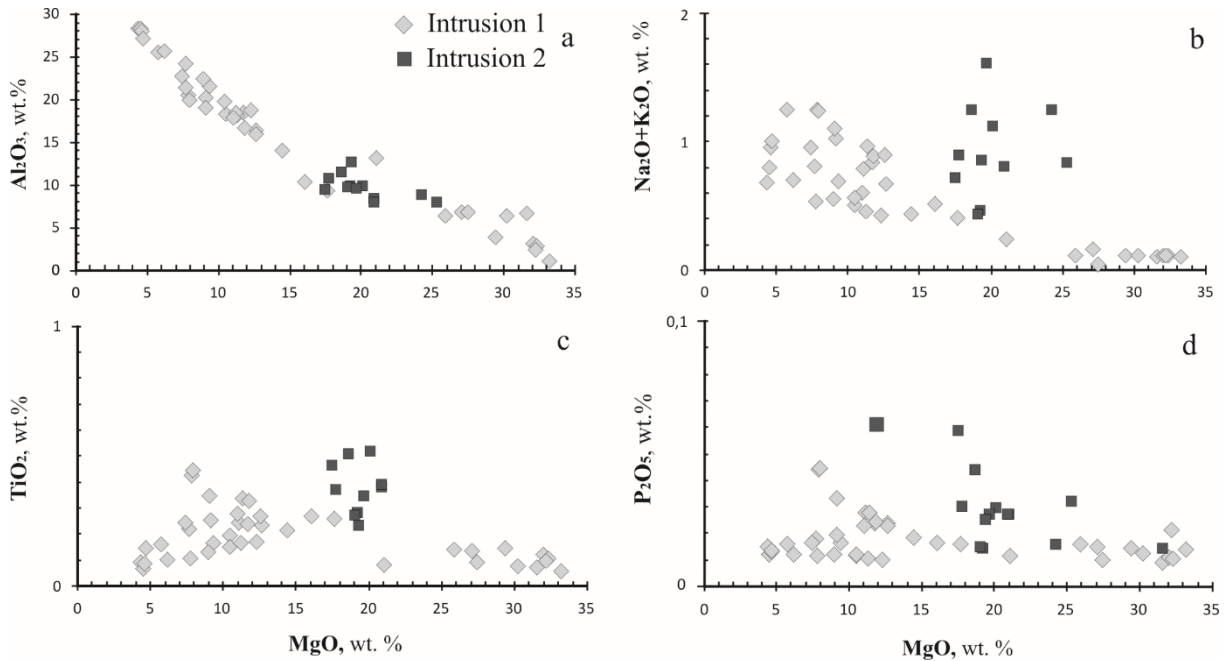 30
25
20
15
10
5
0
Al₂O₃, wt.%
a
Intrusion 1
Intrusion 2
0 5 10 15 20 25 30 35
2
1
0
Na₂O+K₂O, wt.%
b
0 5 10 15 20 25 30 35
1
0
TiO₂, wt.%
c
0 5 10 15 20 25 30 35
MgO, wt. %
0,1
0
P₂O₅, wt.%
d
0 5 10 15 20 25 30 35
MgO, wt. %